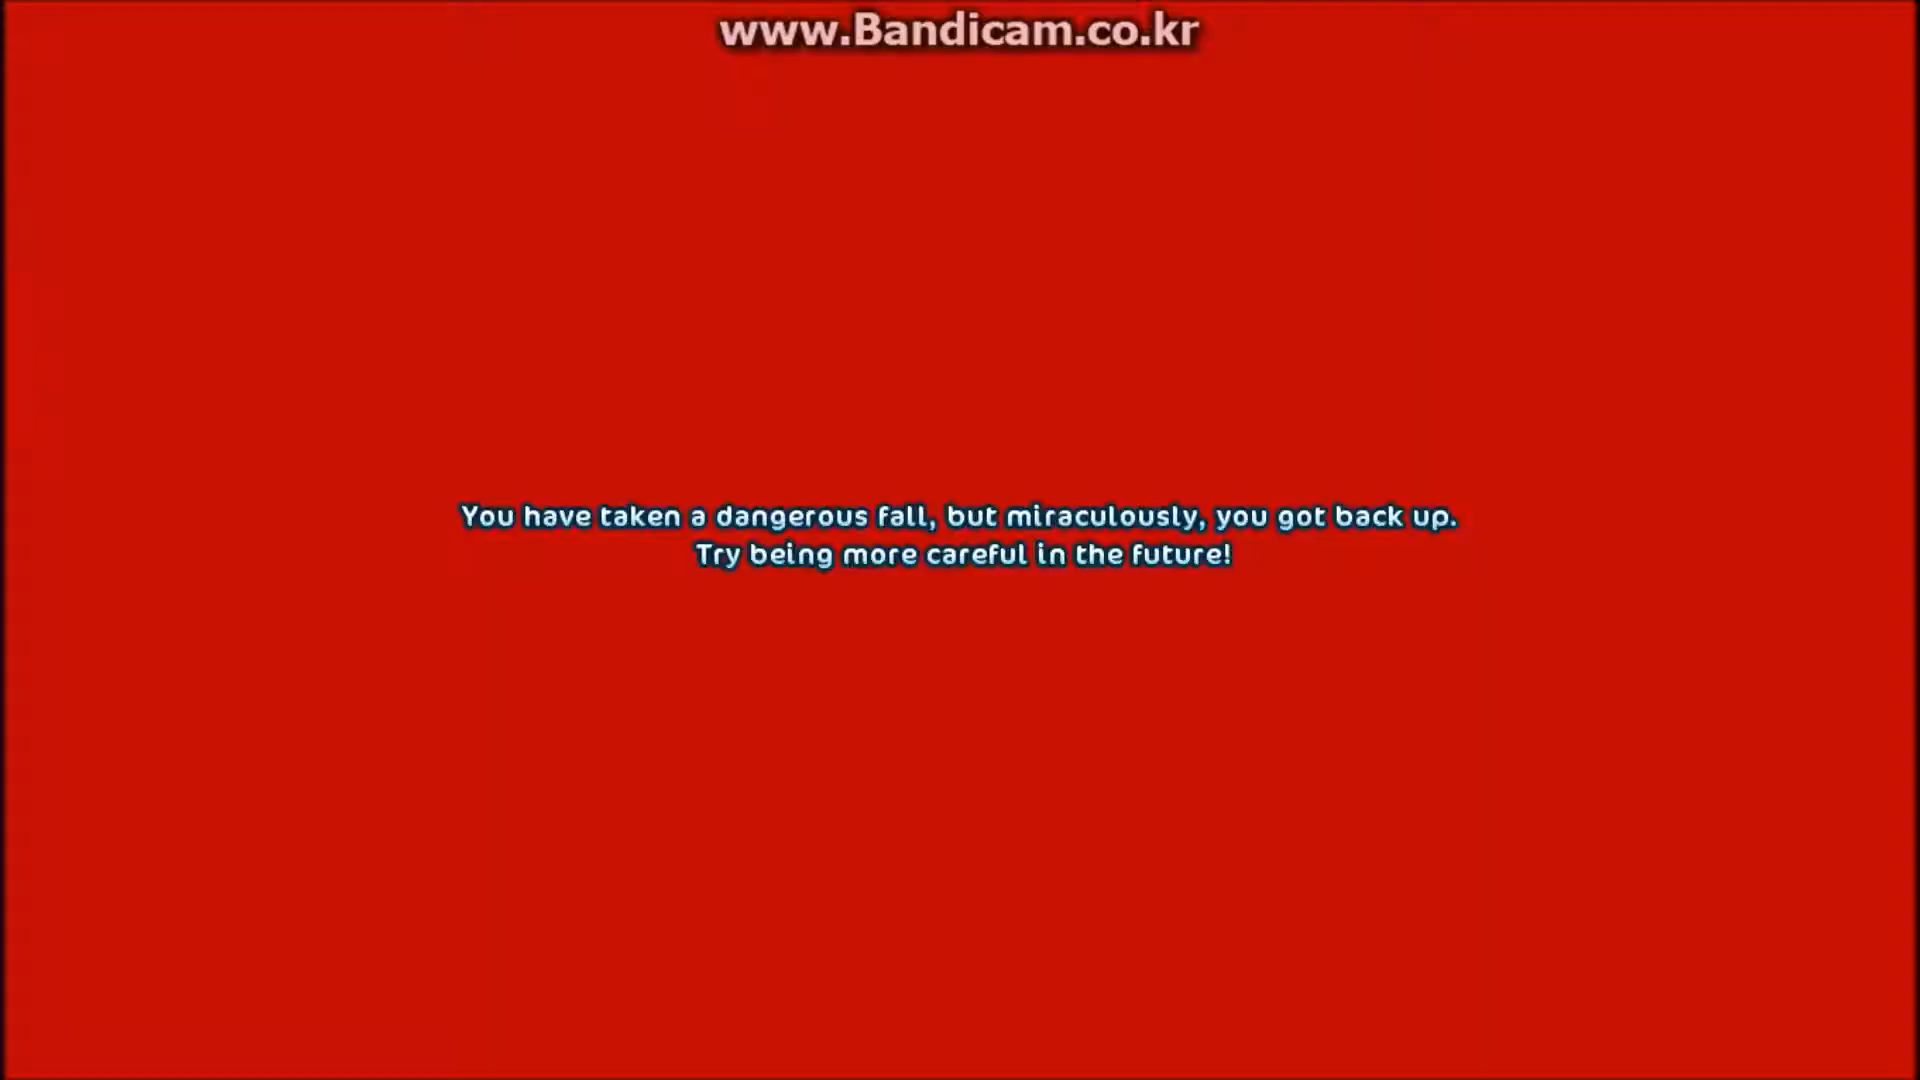 www.Bandicam.co.kr
You have taken a dangerous fall, but miraculously, you got back up.
Try being more careful in the future!